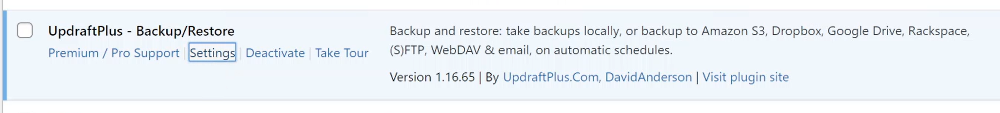 UpdraftPlus - Backup/Restore
Premium / Pro Support | Settings | Deactivate | Take Tour
Backup and restore: take backups locally, or backup to Amazon S3, Dropbox, Google Drive, Rackspace,
(S)FTP, WebDAV & email, on automatic schedules.
Version 1.16.65 | By UpdraftPlus.Com, DavidAnderson | Visit plugin site